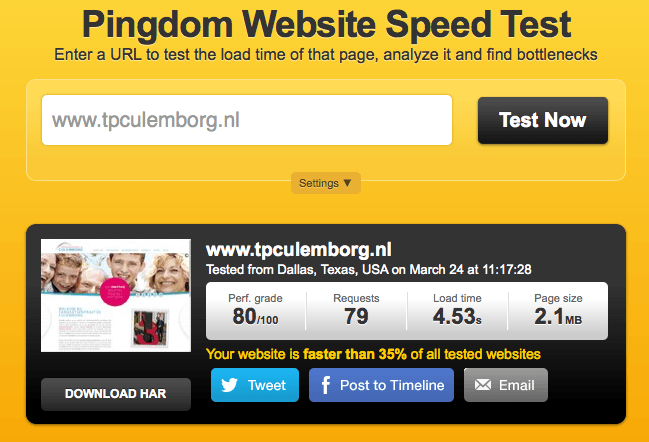 Pingdom Website Speed Test
Enter a URL to test the load time of that page, analyze it and find bottlenecks
www.tpculemborg.nl
Test Now
Settings ▼
www.tpculemborg.nl
Tested from Dallas, Texas, USA on March 24 at 11:17:28
Perf. grade Requests Load time Page size
80/100 79 4.53s 2.1MB
Your website is faster than 35% of all tested websites
DOWNLOAD HAR
Tweet
Post to Timeline
Email